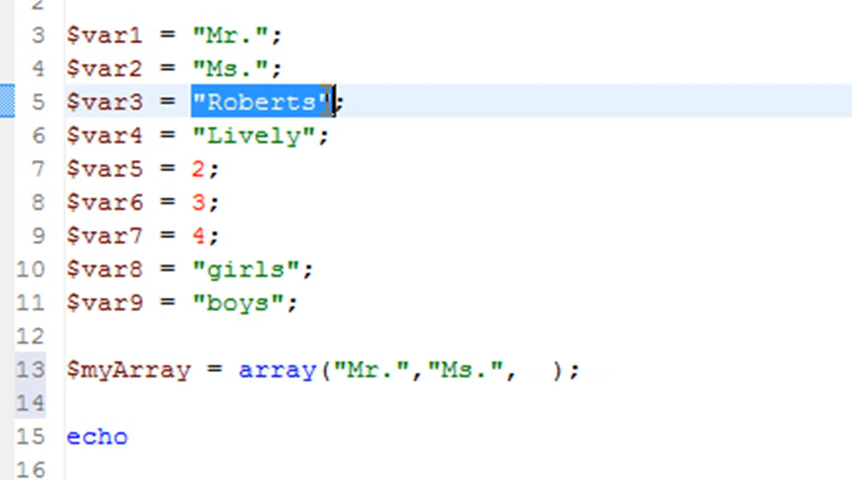 2
3 $var1 = "Mr.";
4 $var2 = "Ms.";
5 $var3 = "Roberts";
6 $var4 = "Lively";
7 $var5 = 2;
8 $var6 = 3;
9 $var7 = 4;
10 $var8 = "girls";
11 $var9 = "boys";
12
13 $myArray = array("Mr.","Ms.",  );
14
15 echo
16